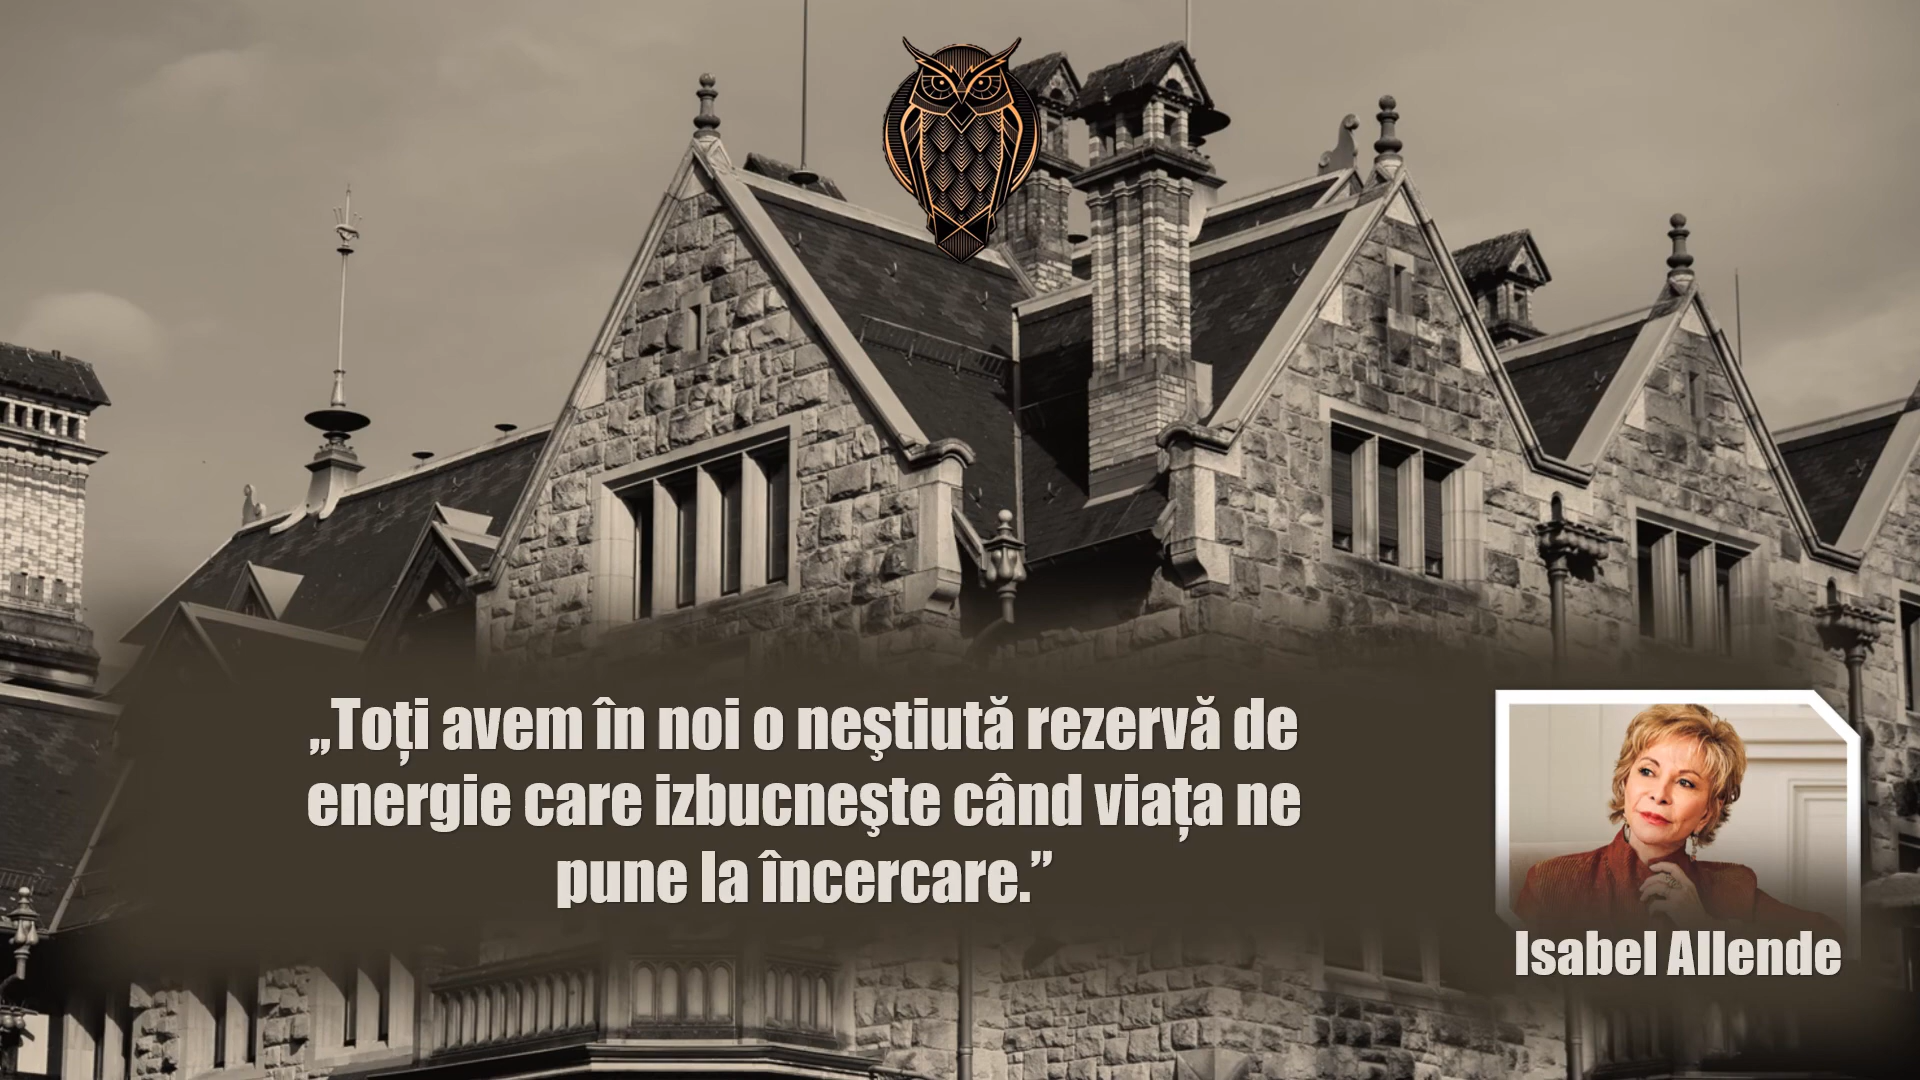 „Toți avem în noi o neştiută rezervă de
energie care izbucneşte când viața ne
pune la încercare.”
Isabel Allende